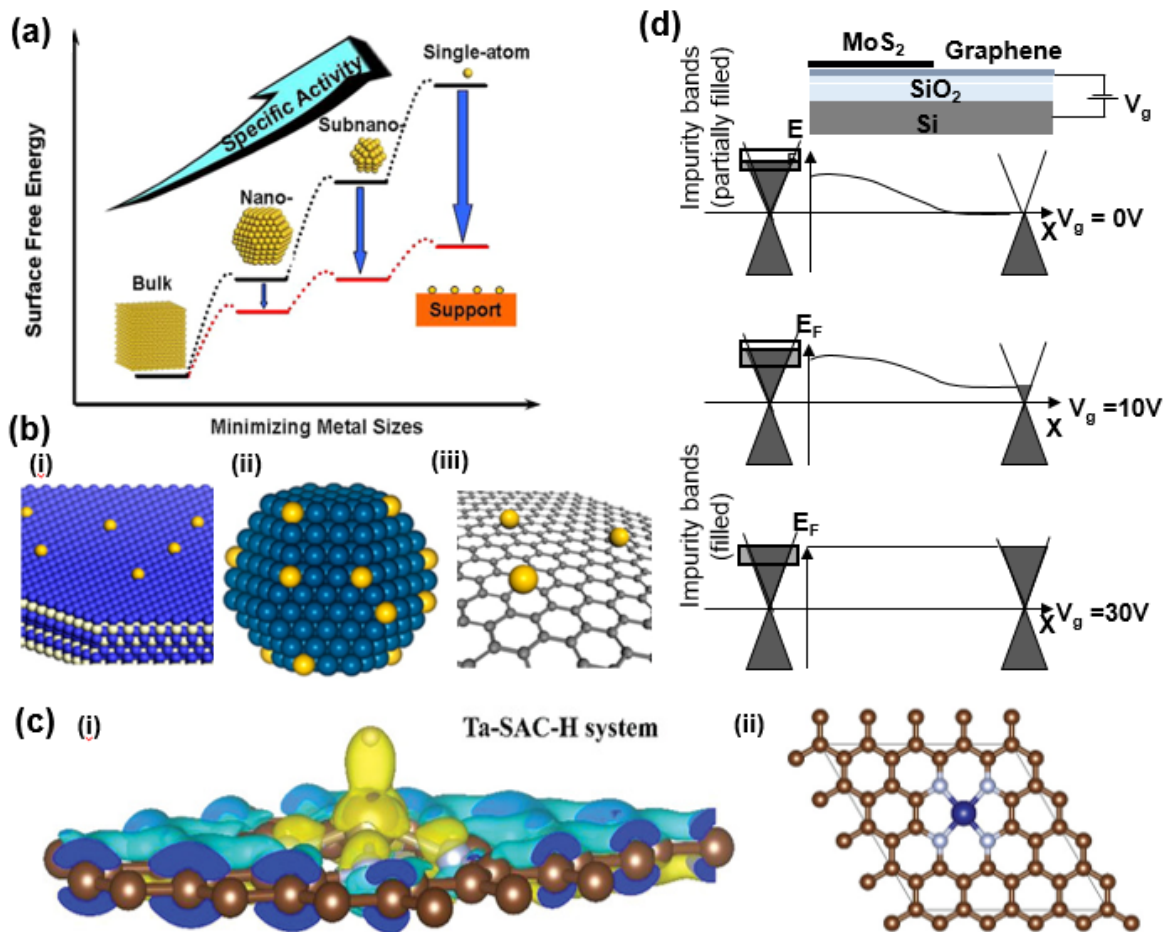 (a)
Single-atom
Specific Activity
Subnano-
Nano-
Bulk
Support
Surface Free Energy
Minimizing Metal Sizes
(b)
(i)
(ii)
(iii)
(c)
(i)
Ta-SAC-H system
(ii)
(d)
MoS2
Graphene
SiO2
Si
Vg
Impurity bands
(partially filled)
E
X
Vg = 0V
EF
X
Vg =10V
Impurity bands
(filled)
EF
X
Vg =30V